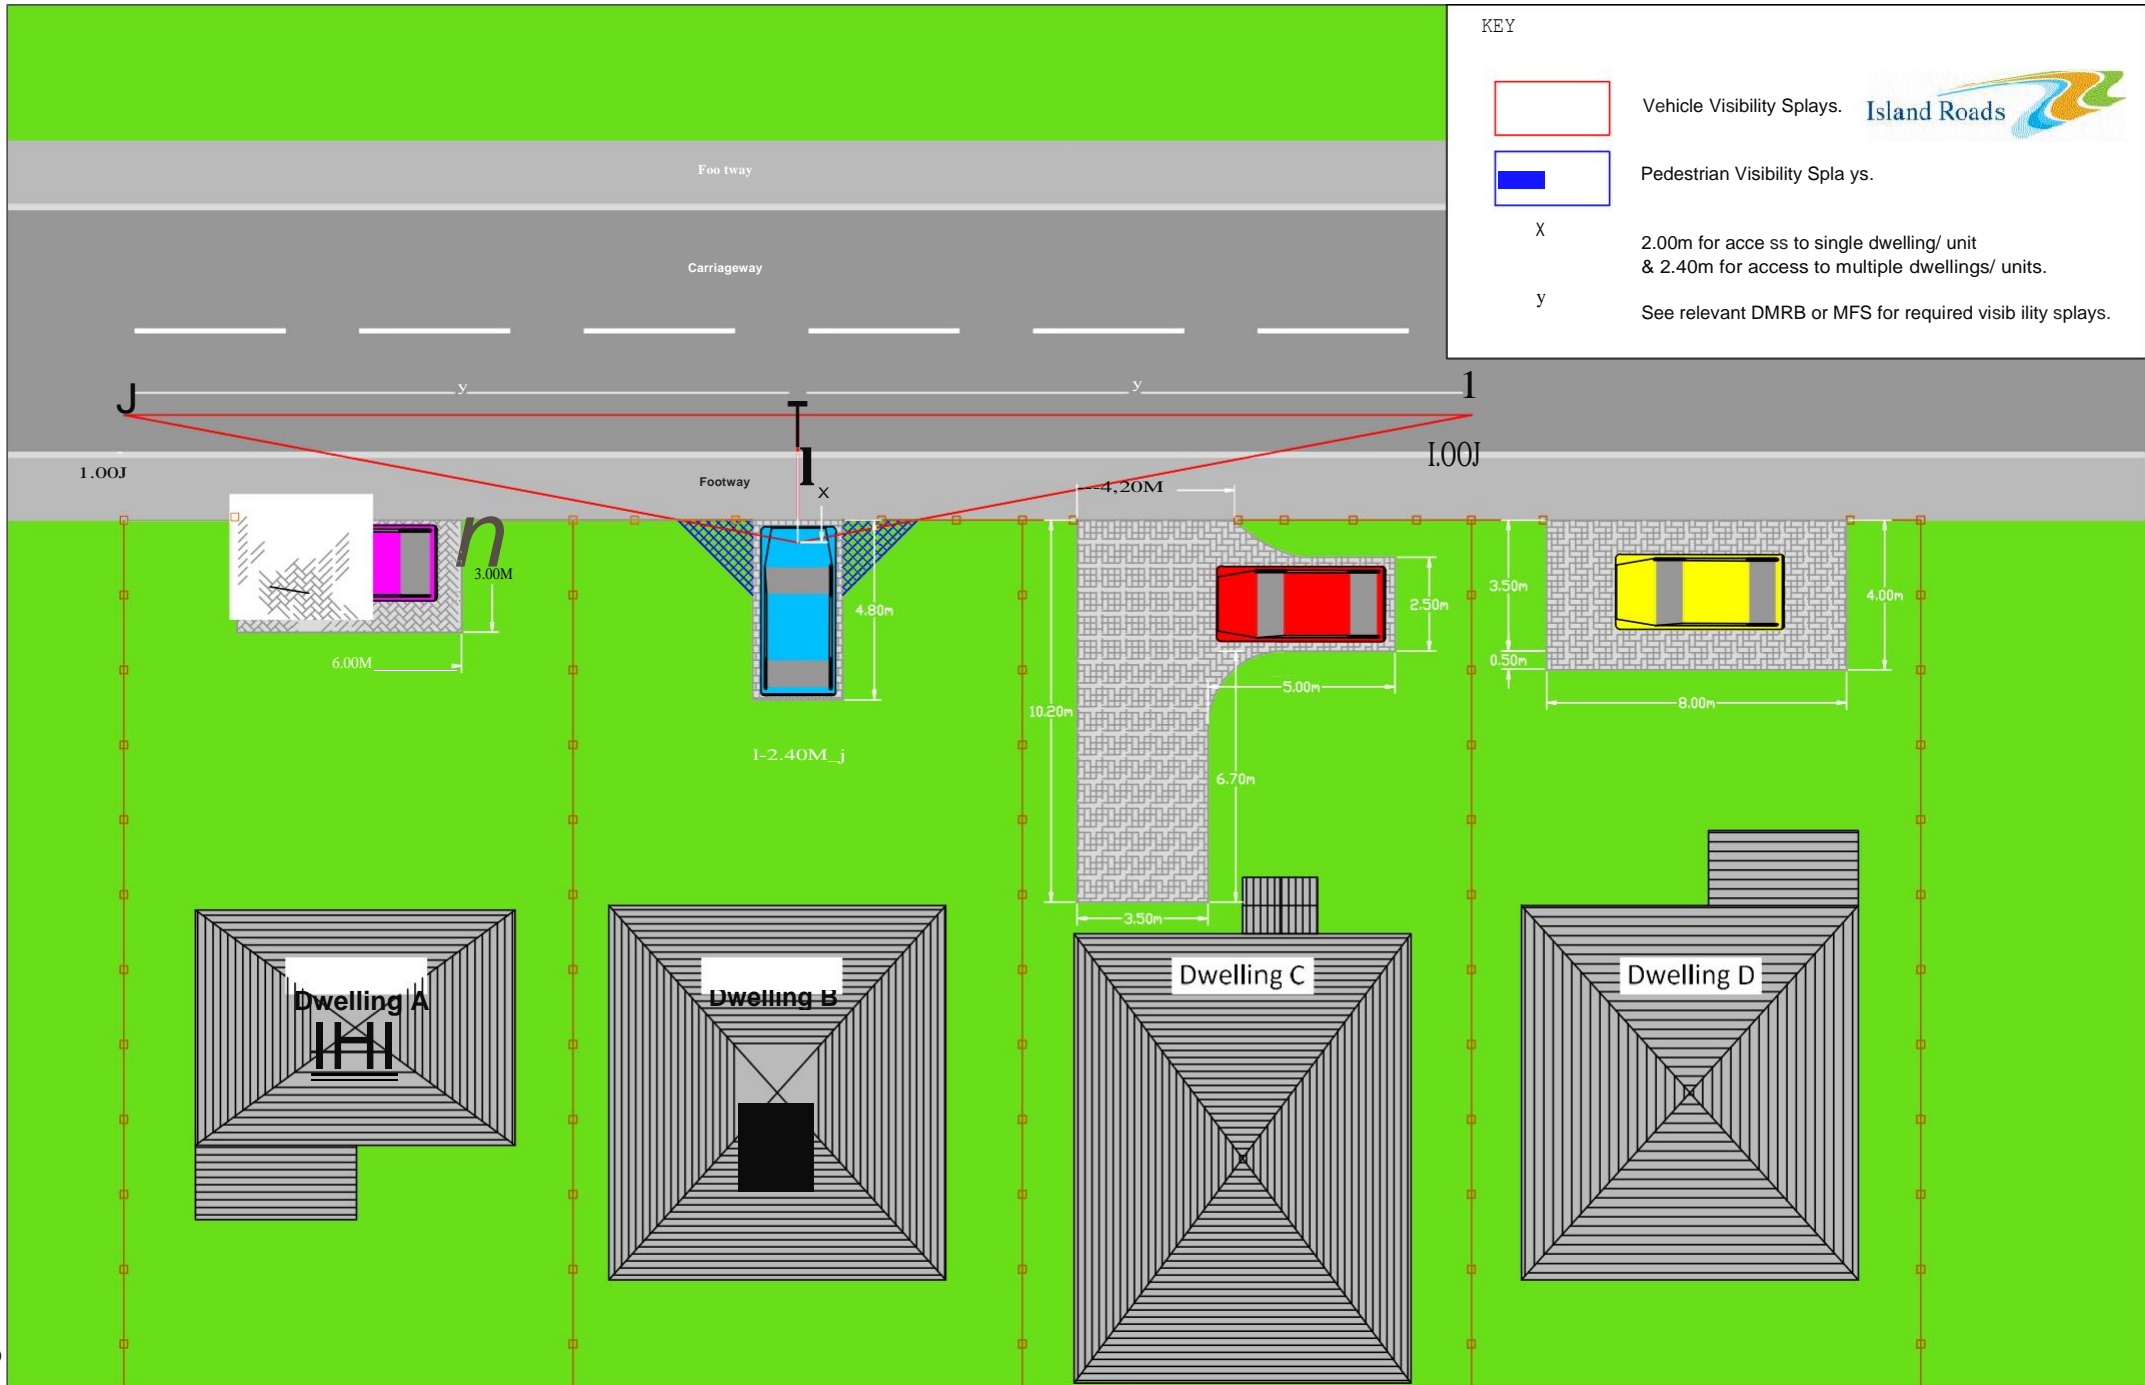 KEY
Vehicle Visibility Splays.
Island Roads
Pedestrian Visibility Spla ys.
X
2.00m for acce ss to single dwelling/ unit
& 2.40m for access to multiple dwellings/ units.
y
See relevant DMRB or MFS for required visib ility splays.
Foo tway
Carriageway
y
y
J
T
1
1.00J
Footway
l
x
I.00J
4,20M
n
3.00M
6.00M
4.80m
l-2.40M_j
10.20m
2.50m
5.00m
6.70m
3.50m
3.50m
0.50m
4.00m
8.00m
Dwelling A
IHI
Dwelling B
Dwelling C
Dwelling D